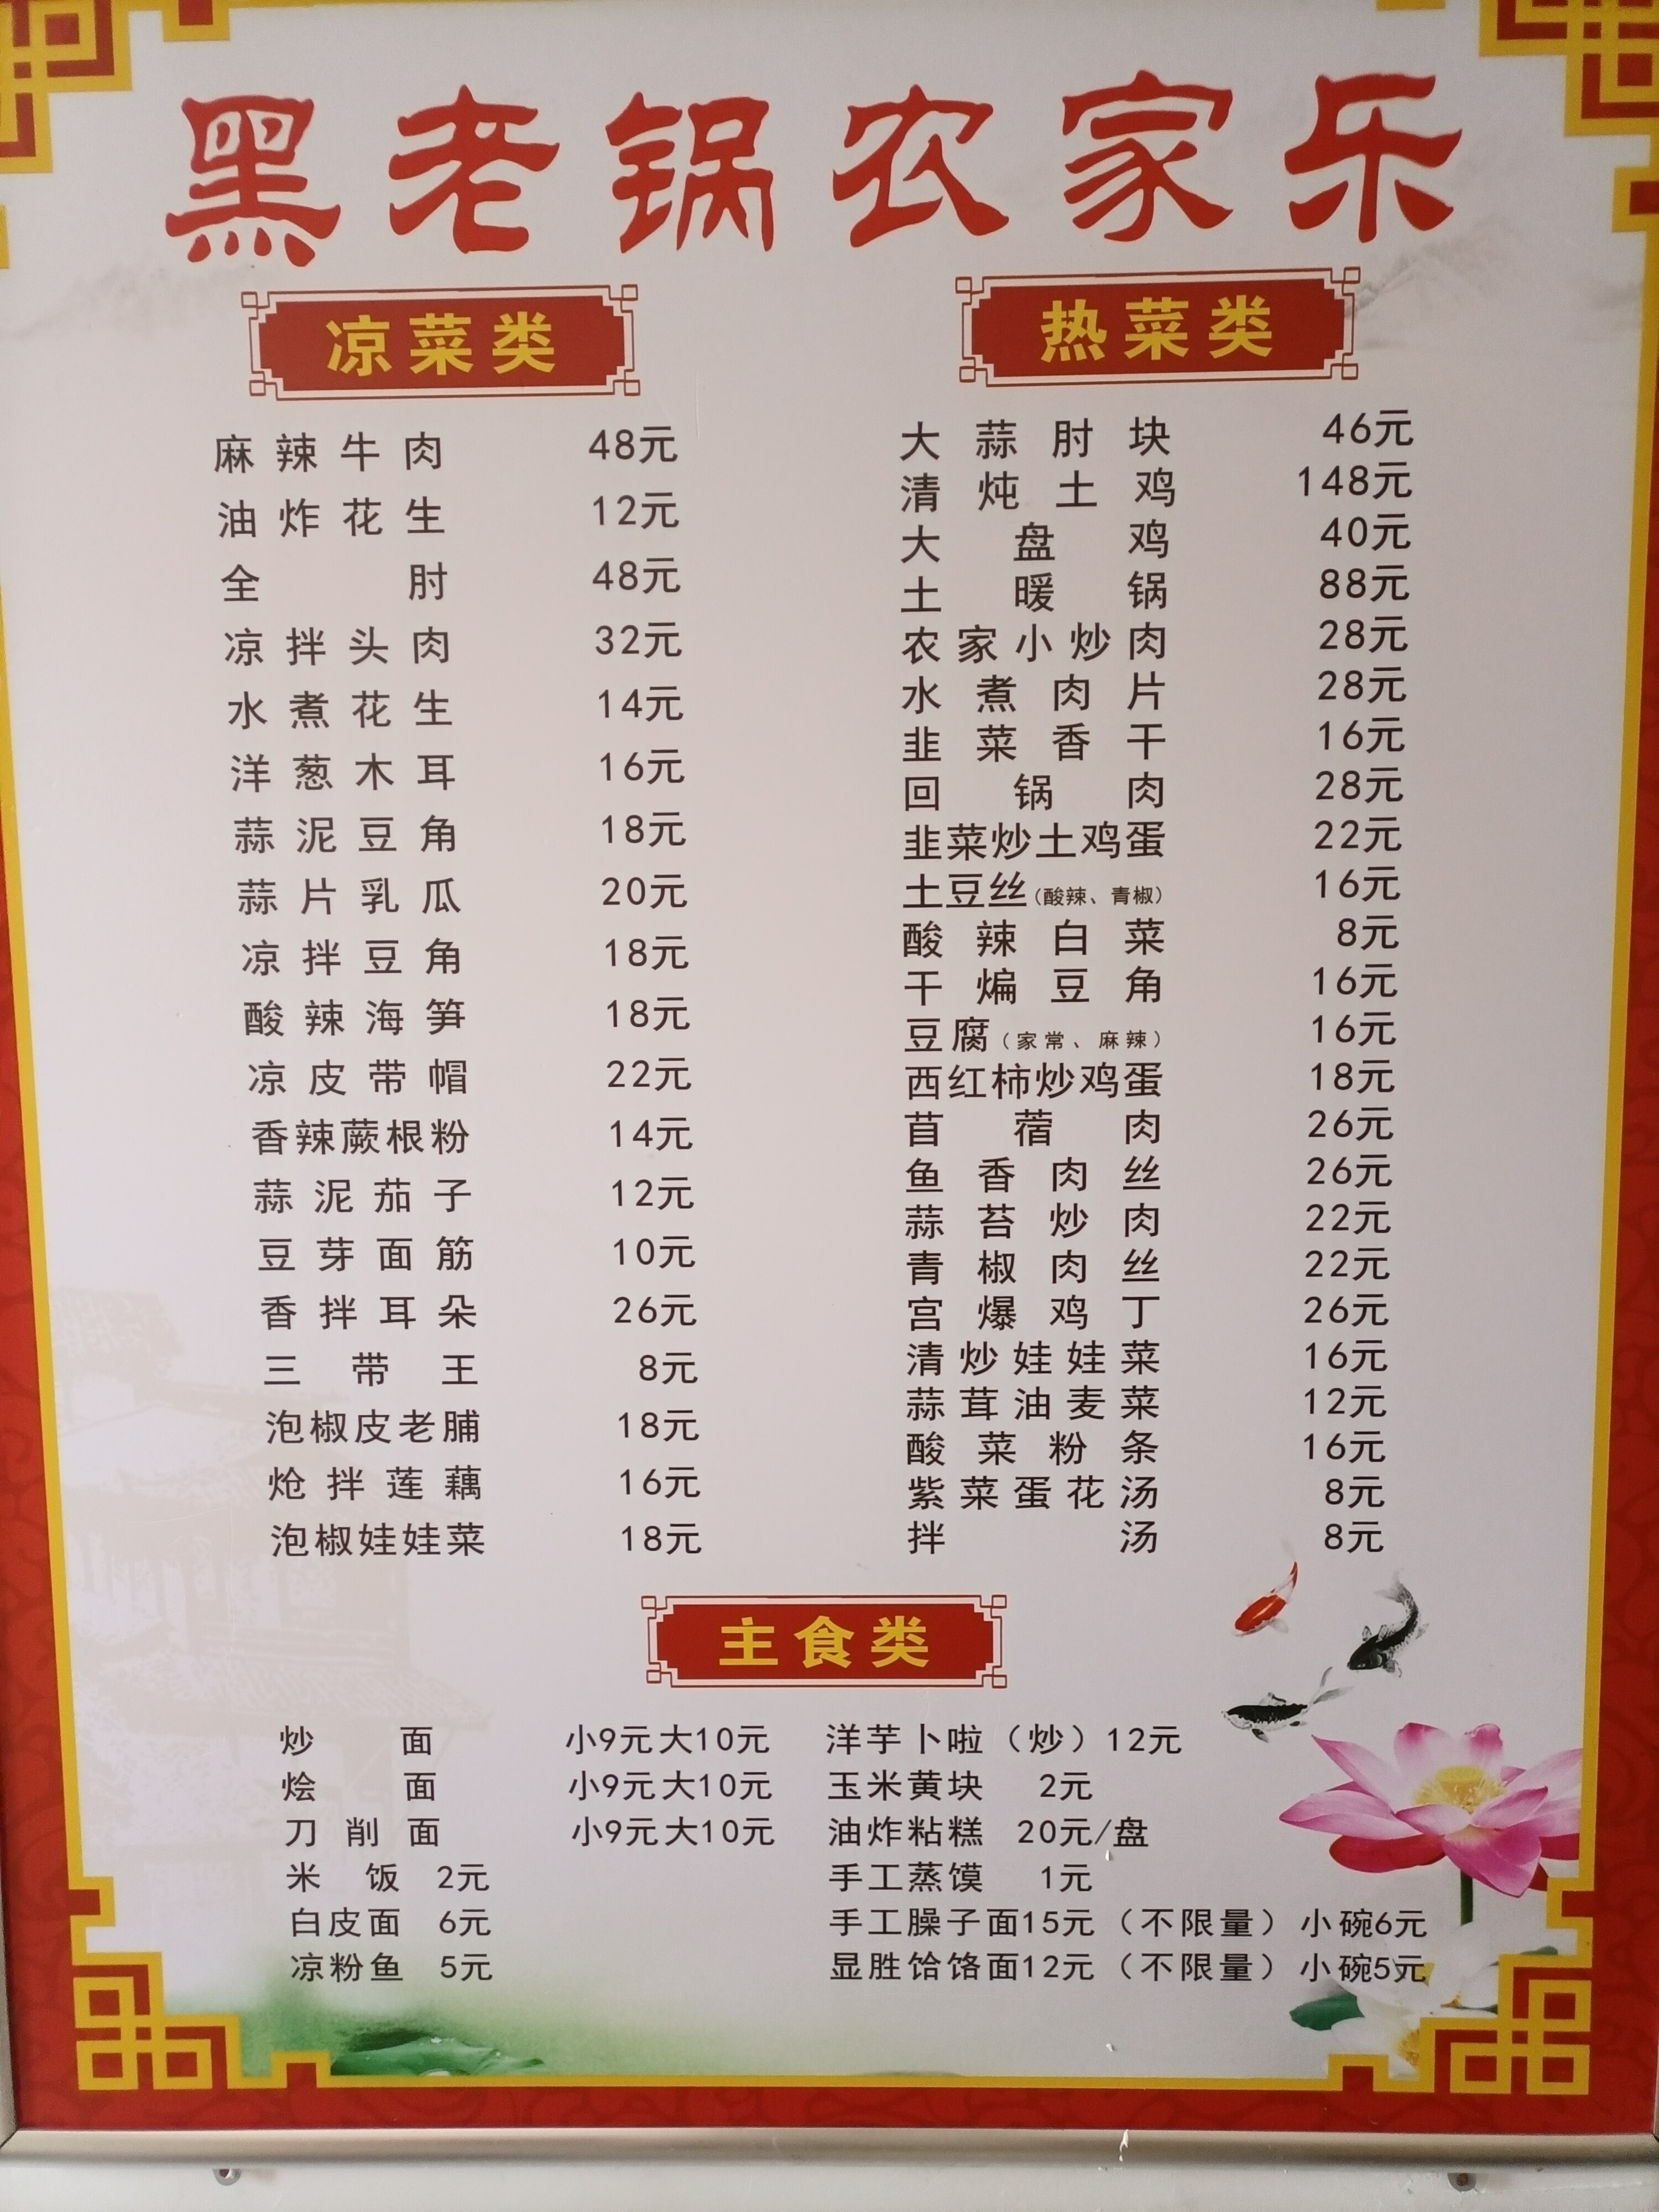 黑老锅农家乐
凉菜类
麻辣牛肉 48元
油炸花生 12元
全肘 48元
凉拌头肉 32元
水煮花生 14元
洋葱木耳 16元
蒜泥豆角 18元
蒜片乳瓜 20元
凉拌豆角 18元
酸辣海笋 18元
凉皮带帽 22元
香辣蕨根粉 14元
蒜泥茄子 12元
豆芽面筋 10元
香拌耳朵 26元
三带王 8元
泡椒皮老脯 18元
炝拌莲藕 16元
泡椒娃娃菜 18元
热菜类
大蒜肘块 46元
清炖土鸡 148元
大盘鸡 40元
土暖锅 88元
农家小炒肉 28元
水煮肉片 28元
韭菜香干 16元
回锅肉 28元
韭菜炒土鸡蛋 22元
土豆丝(酸辣、青椒) 16元
酸辣白菜 8元
干煸豆角 16元
豆腐(家常、麻辣) 16元
西红柿炒鸡蛋 18元
苜蓿肉 26元
鱼香肉丝 26元
蒜苔炒肉 22元
青椒肉丝 22元
宫爆鸡丁 26元
清炒娃娃菜 16元
蒜茸油麦菜 12元
酸菜粉条 16元
紫菜蛋花汤 8元
拌汤 8元
主食类
炒面 小9元 大10元
烩面 小9元 大10元
刀削面 小9元 大10元
米饭 2元
白皮面 6元
凉粉鱼 5元
洋芋卜啦（炒）12元
玉米黄块 2元
油炸粘糕 20元/盘
手工蒸馍 1元
手工臊子面15元（不限量）小碗6元
显胜饸饹面12元（不限量）小碗5元